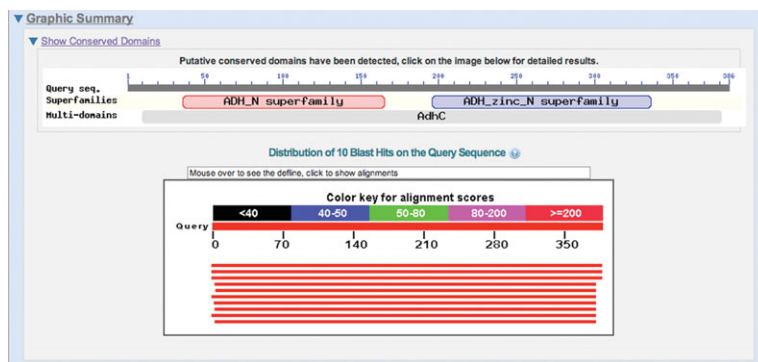 Graphic Summary
Show Conserved Domains
Putative conserved domains have been detected, click on the image below for detailed results.
1 50 100 150 200 250 300 350 386
Query seq.
Superfamilies ADH_N superfamily ADH_zinc_N superfamily
Multi-domains AdhC
Distribution of 10 Blast Hits on the Query Sequence
Mouse over to see the defline, click to show alignments
Color key for alignment scores
<40 40-50 50-80 80-200 >=200
Query
0 70 140 210 280 350